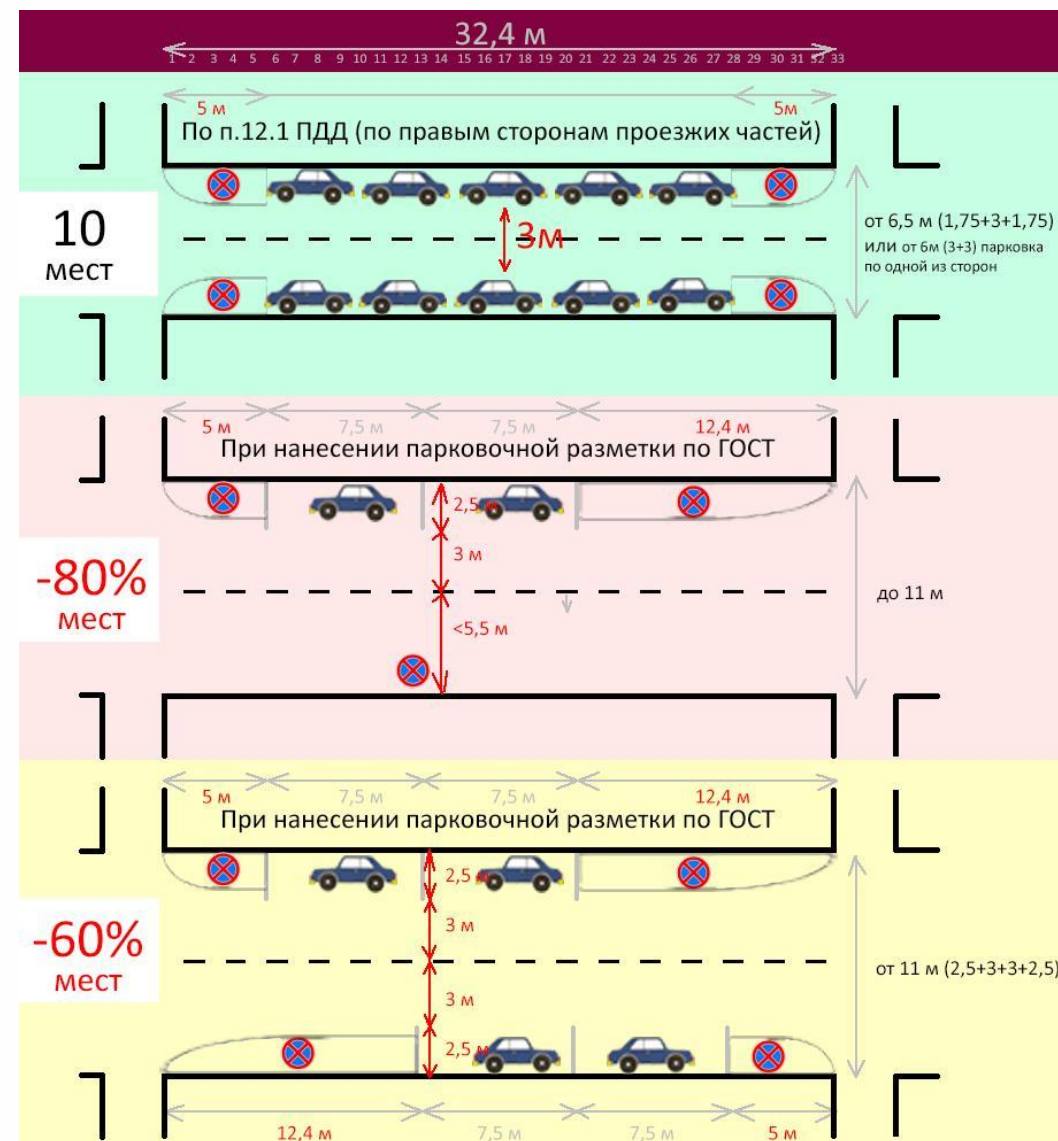 32,4 м
1 2 3 4 5 6 7 8 9 10 11 12 13 14 15 16 17 18 19 20 21 22 23 24 25 26 27 28 29 30 31 32 33
5 м
5м
По п.12.1 ПДД (по правым сторонам проезжих частей)
10
мест
3м
от 6,5 м (1,75+3+1,75)
или от 6м (3+3) парковка
по одной из сторон
5 м 7,5 м 7,5 м 12,4 м
При нанесении парковочной разметки по ГОСТ
2,5 м
3 м
-80%
мест
<5,5 м
до 11 м
5 м 7,5 м 7,5 м 12,4 м
При нанесении парковочной разметки по ГОСТ
2,5 м
3 м
-60%
мест
3 м
2,5 м
от 11 м (2,5+3+3+2,5)
12,4 м 7,5 м 7,5 м 5 м